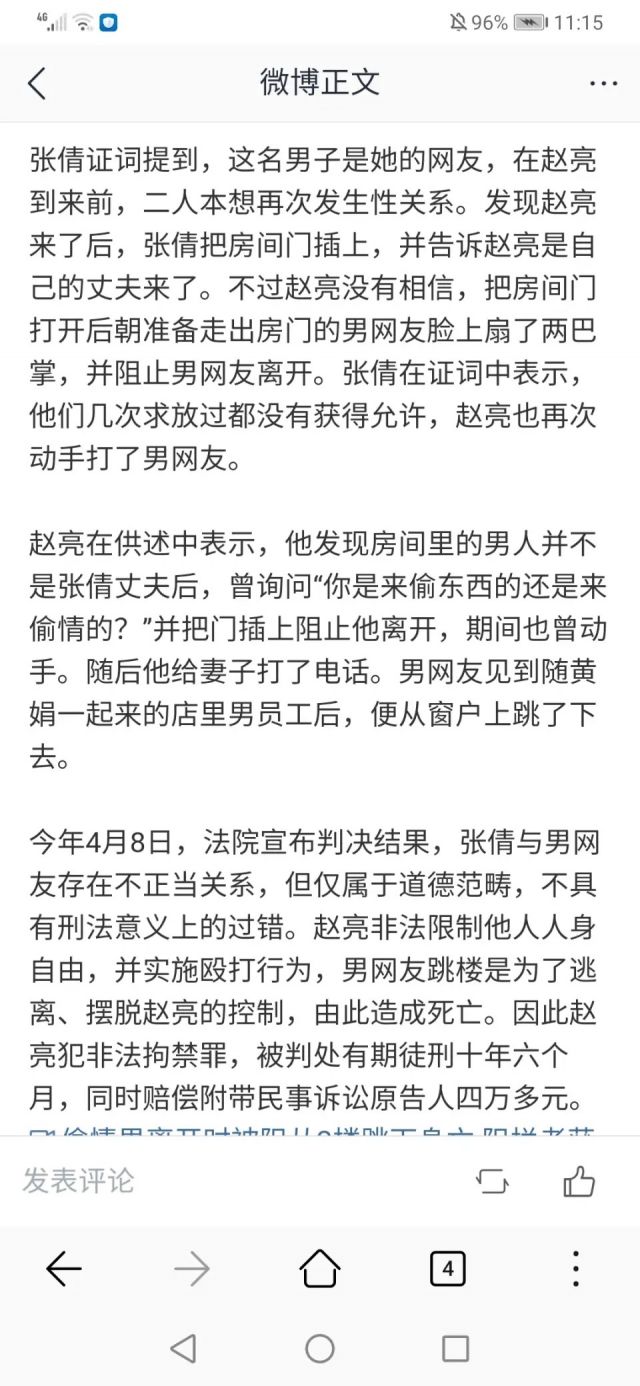 4G 96% 11:15
微博正文
张倩证词提到，这名男子是她的网友，在赵亮
到来前，二人本想再次发生性关系。发现赵亮
来了后，张倩把房间门插上，并告诉赵亮是自
己的丈夫来了。不过赵亮没有相信，把房间门
打开后朝准备走出房门的男网友脸上扇了两巴
掌，并阻止男网友离开。张倩在证词中表示，
他们几次求放过都没有获得允许，赵亮也再次
动手打了男网友。
赵亮在供述中表示，他发现房间里的男人并不
是张倩丈夫后，曾询问“你是来偷东西的还是来
偷情的？”并把门插上阻止他离开，期间也曾动
手。随后他给妻子打了电话。男网友见到随黄
娟一起来的店里男员工后，便从窗户上跳了下
去。
今年4月8日，法院宣布判决结果，张倩与男网
友存在不正当关系，但仅属于道德范畴，不具
有刑法意义上的过错。赵亮非法限制他人人身
自由，并实施殴打行为，男网友跳楼是为了逃
离、摆脱赵亮的控制，由此造成死亡。因此赵
亮犯非法拘禁罪，被判处有期徒刑十年六个
月，同时赔偿附带民事诉讼原告人四万多元。
发表评论
4